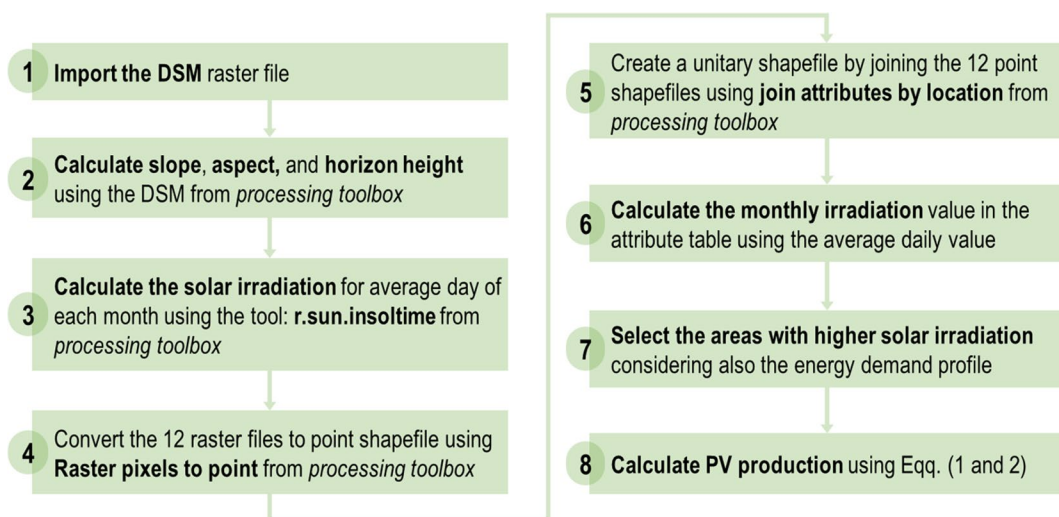 1 Import the DSM raster file
2 Calculate slope, aspect, and horizon height
using the DSM from processing toolbox
3 Calculate the solar irradiation for average day of
each month using the tool: r.sun.insoltime from
processing toolbox
4 Convert the 12 raster files to point shapefile using
Raster pixels to point from processing toolbox
5 Create a unitary shapefile by joining the 12 point
shapefiles using join attributes by location from
processing toolbox
6 Calculate the monthly irradiation value in the
attribute table using the average daily value
7 Select the areas with higher solar irradiation
considering also the energy demand profile
8 Calculate PV production using Eqq. (1 and 2)